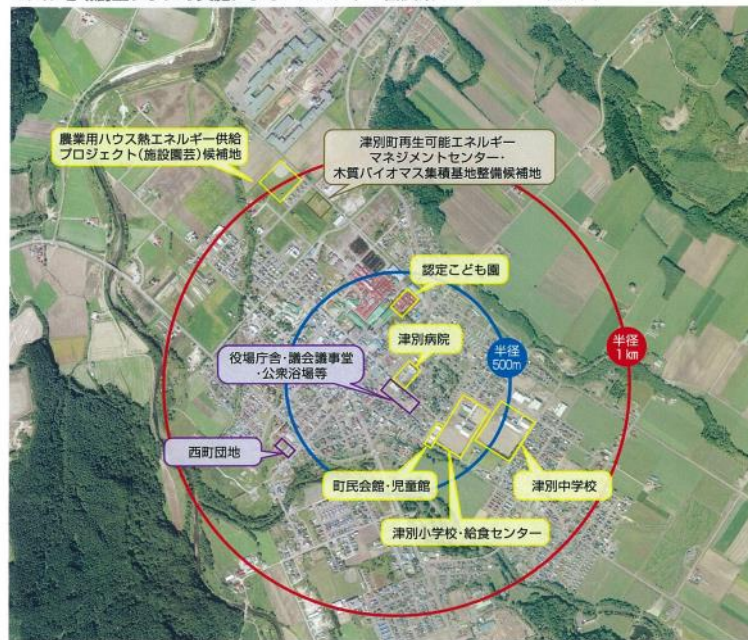 農業用ハウス熱エネルギー供給
プロジェクト(施設園芸)候補地
津別町再生可能エネルギー
マネジメントセンター・
木質バイオマス集積基地整備候補地
認定こども園
津別病院
役場庁舎・議会議事堂
・公衆浴場等
半径
500m
半径
1km
西町団地
町民会館・児童館
津別中学校
津別小学校・給食センター